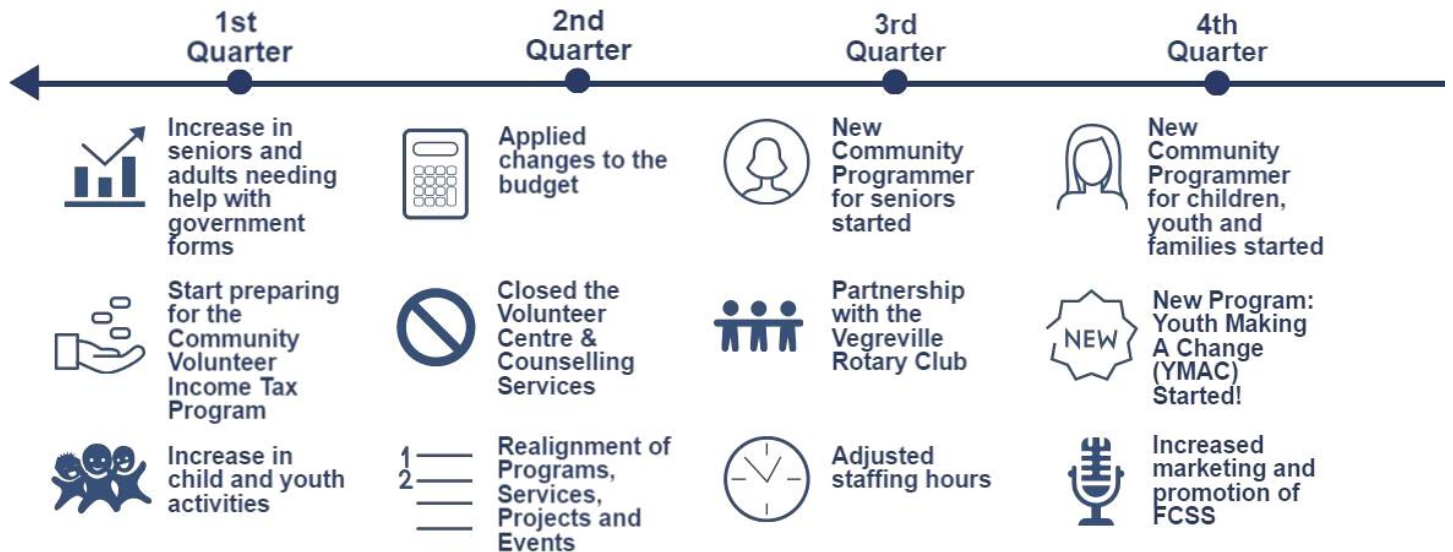 1st
Quarter
2nd
Quarter
3rd
Quarter
4th
Quarter
Increase in
seniors and
adults needing
help with
government
forms
Applied
changes to the
budget
New
Community
Programmer
for seniors
started
New
Community
Programmer
for children,
youth and
families started
Start preparing
for the
Community
Volunteer
Income Tax
Program
Closed the
Volunteer
Centre &
Counselling
Services
Partnership
with the
Vegreville
Rotary Club
NEW
New Program:
Youth Making
A Change
(YMAC)
Started!
Increase in
child and youth
activities
1
2
Realignment of
Programs,
Services,
Projects and
Events
Adjusted
staffing hours
Increased
marketing and
promotion of
FCSS